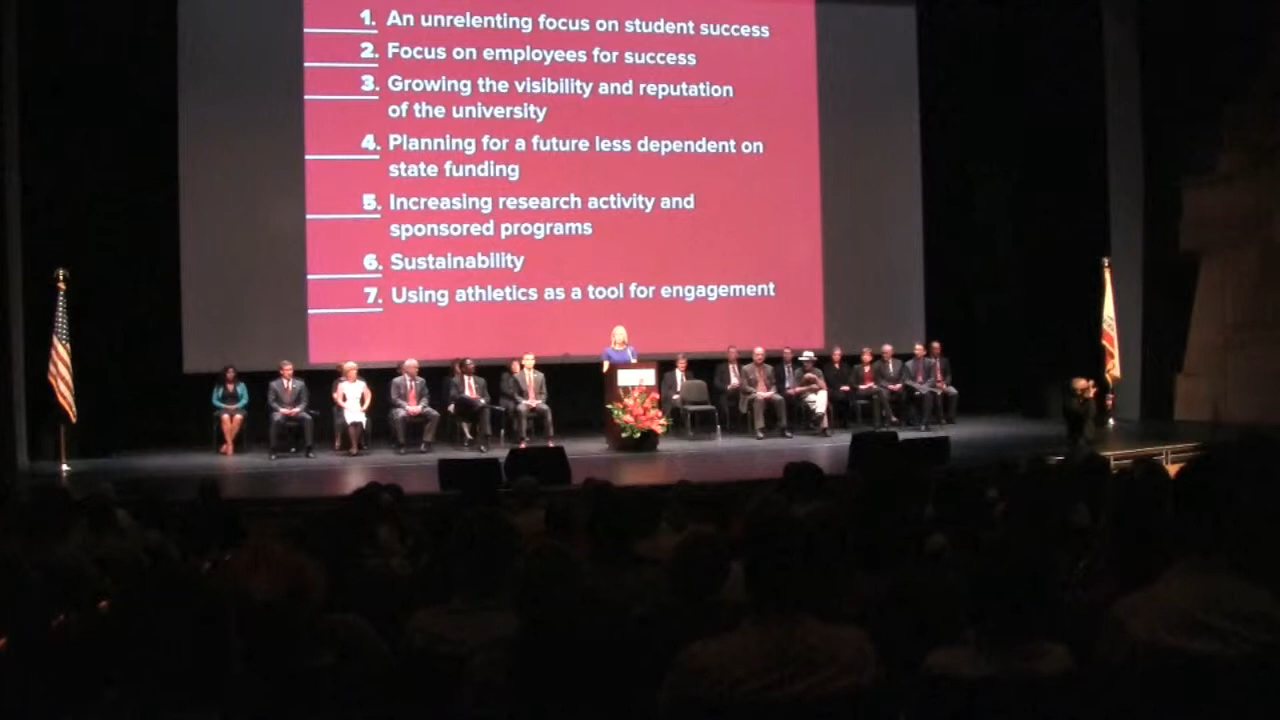 1. An unrelenting focus on student success
2. Focus on employees for success
3. Growing the visibility and reputation
of the university
4. Planning for a future less dependent on
state funding
5. Increasing research activity and
sponsored programs
6. Sustainability
7. Using athletics as a tool for engagement